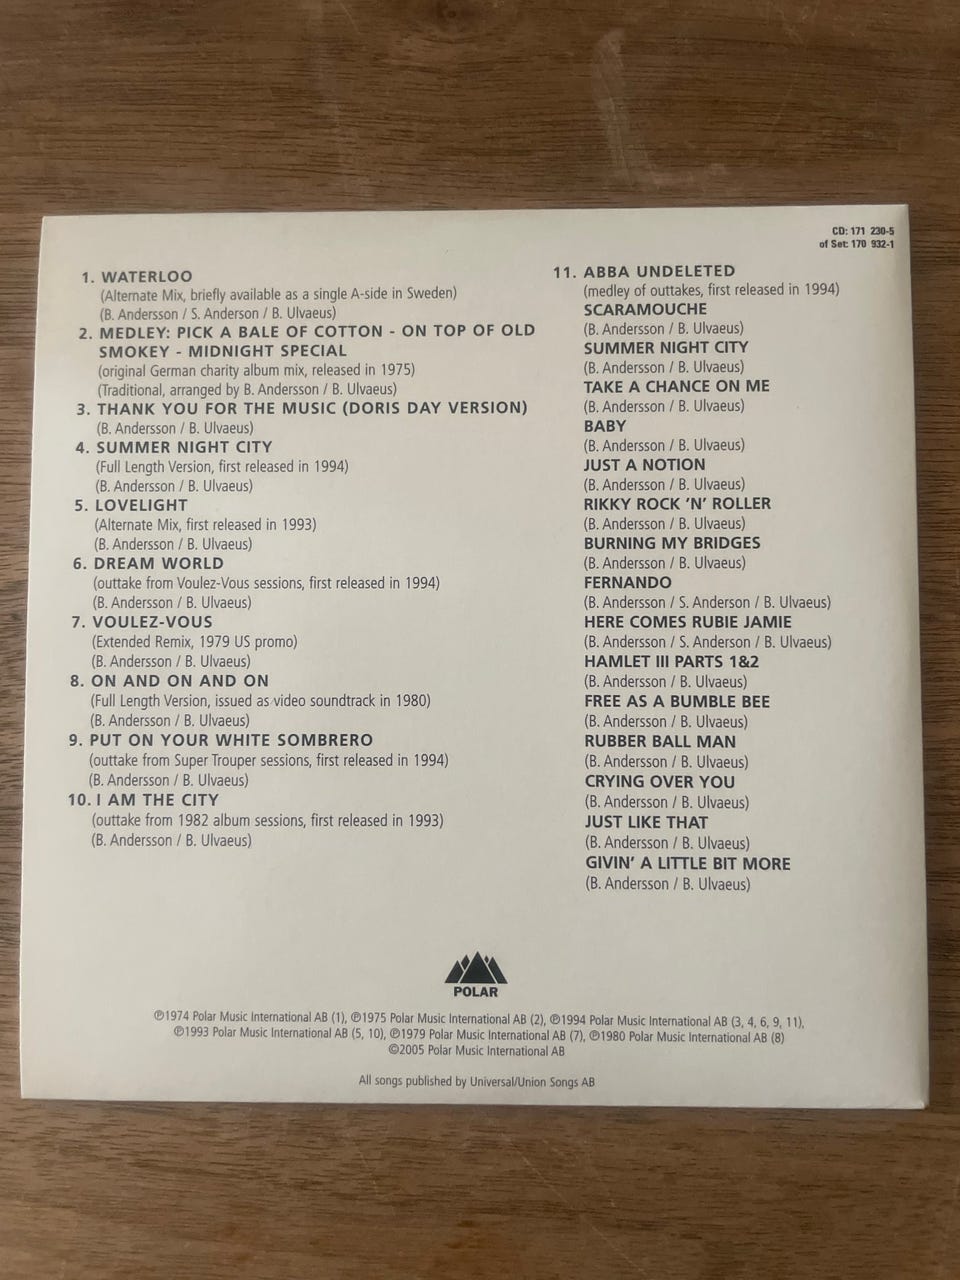 CD: 171 230-5
of Set: 170 932-1
1. WATERLOO
(Alternate Mix, briefly available as a single A-side in Sweden)
(B. Andersson / S. Anderson / B. Ulvaeus)
2. MEDLEY: PICK A BALE OF COTTON - ON TOP OF OLD
SMOKEY - MIDNIGHT SPECIAL
(original German charity album mix, released in 1975)
(Traditional, arranged by B. Andersson / B. Ulvaeus)
3. THANK YOU FOR THE MUSIC (DORIS DAY VERSION)
(B. Andersson / B. Ulvaeus)
4. SUMMER NIGHT CITY
(Full Length Version, first released in 1994)
(B. Andersson / B. Ulvaeus)
5. LOVELIGHT
(Alternate Mix, first released in 1993)
(B. Andersson / B. Ulvaeus)
6. DREAM WORLD
(outtake from Voulez-Vous sessions, first released in 1994)
(B. Andersson / B. Ulvaeus)
7. VOULEZ-VOUS
(Extended Remix, 1979 US promo)
(B. Andersson / B. Ulvaeus)
8. ON AND ON AND ON
(Full Length Version, issued as video soundtrack in 1980)
(B. Andersson / B. Ulvaeus)
9. PUT ON YOUR WHITE SOMBRERO
(outtake from Super Trouper sessions, first released in 1994)
(B. Andersson / B. Ulvaeus)
10. I AM THE CITY
(outtake from 1982 album sessions, first released in 1993)
(B. Andersson / B. Ulvaeus)
11. ABBA UNDELETED
(medley of outtakes, first released in 1994)
SCARAMOUCHE
(B. Andersson / B. Ulvaeus)
SUMMER NIGHT CITY
(B. Andersson / B. Ulvaeus)
TAKE A CHANCE ON ME
(B. Andersson / B. Ulvaeus)
BABY
(B. Andersson / B. Ulvaeus)
JUST A NOTION
(B. Andersson / B. Ulvaeus)
RIKKY ROCK ’N’ ROLLER
(B. Andersson / B. Ulvaeus)
BURNING MY BRIDGES
(B. Andersson / B. Ulvaeus)
FERNANDO
(B. Andersson / S. Anderson / B. Ulvaeus)
HERE COMES RUBIE JAMIE
(B. Andersson / S. Anderson / B. Ulvaeus)
HAMLET III PARTS 1&2
(B. Andersson / B. Ulvaeus)
FREE AS A BUMBLE BEE
(B. Andersson / B. Ulvaeus)
RUBBER BALL MAN
(B. Andersson / B. Ulvaeus)
CRYING OVER YOU
(B. Andersson / B. Ulvaeus)
JUST LIKE THAT
(B. Andersson / B. Ulvaeus)
GIVIN’ A LITTLE BIT MORE
(B. Andersson / B. Ulvaeus)
POLAR
℗1974 Polar Music International AB (1), ℗1975 Polar Music International AB (2), ℗1994 Polar Music International AB (3, 4, 6, 9, 11),
℗1993 Polar Music International AB (5, 10), ℗1979 Polar Music International AB (7), ℗1980 Polar Music International AB (8)
©2005 Polar Music International AB
All songs published by Universal/Union Songs AB